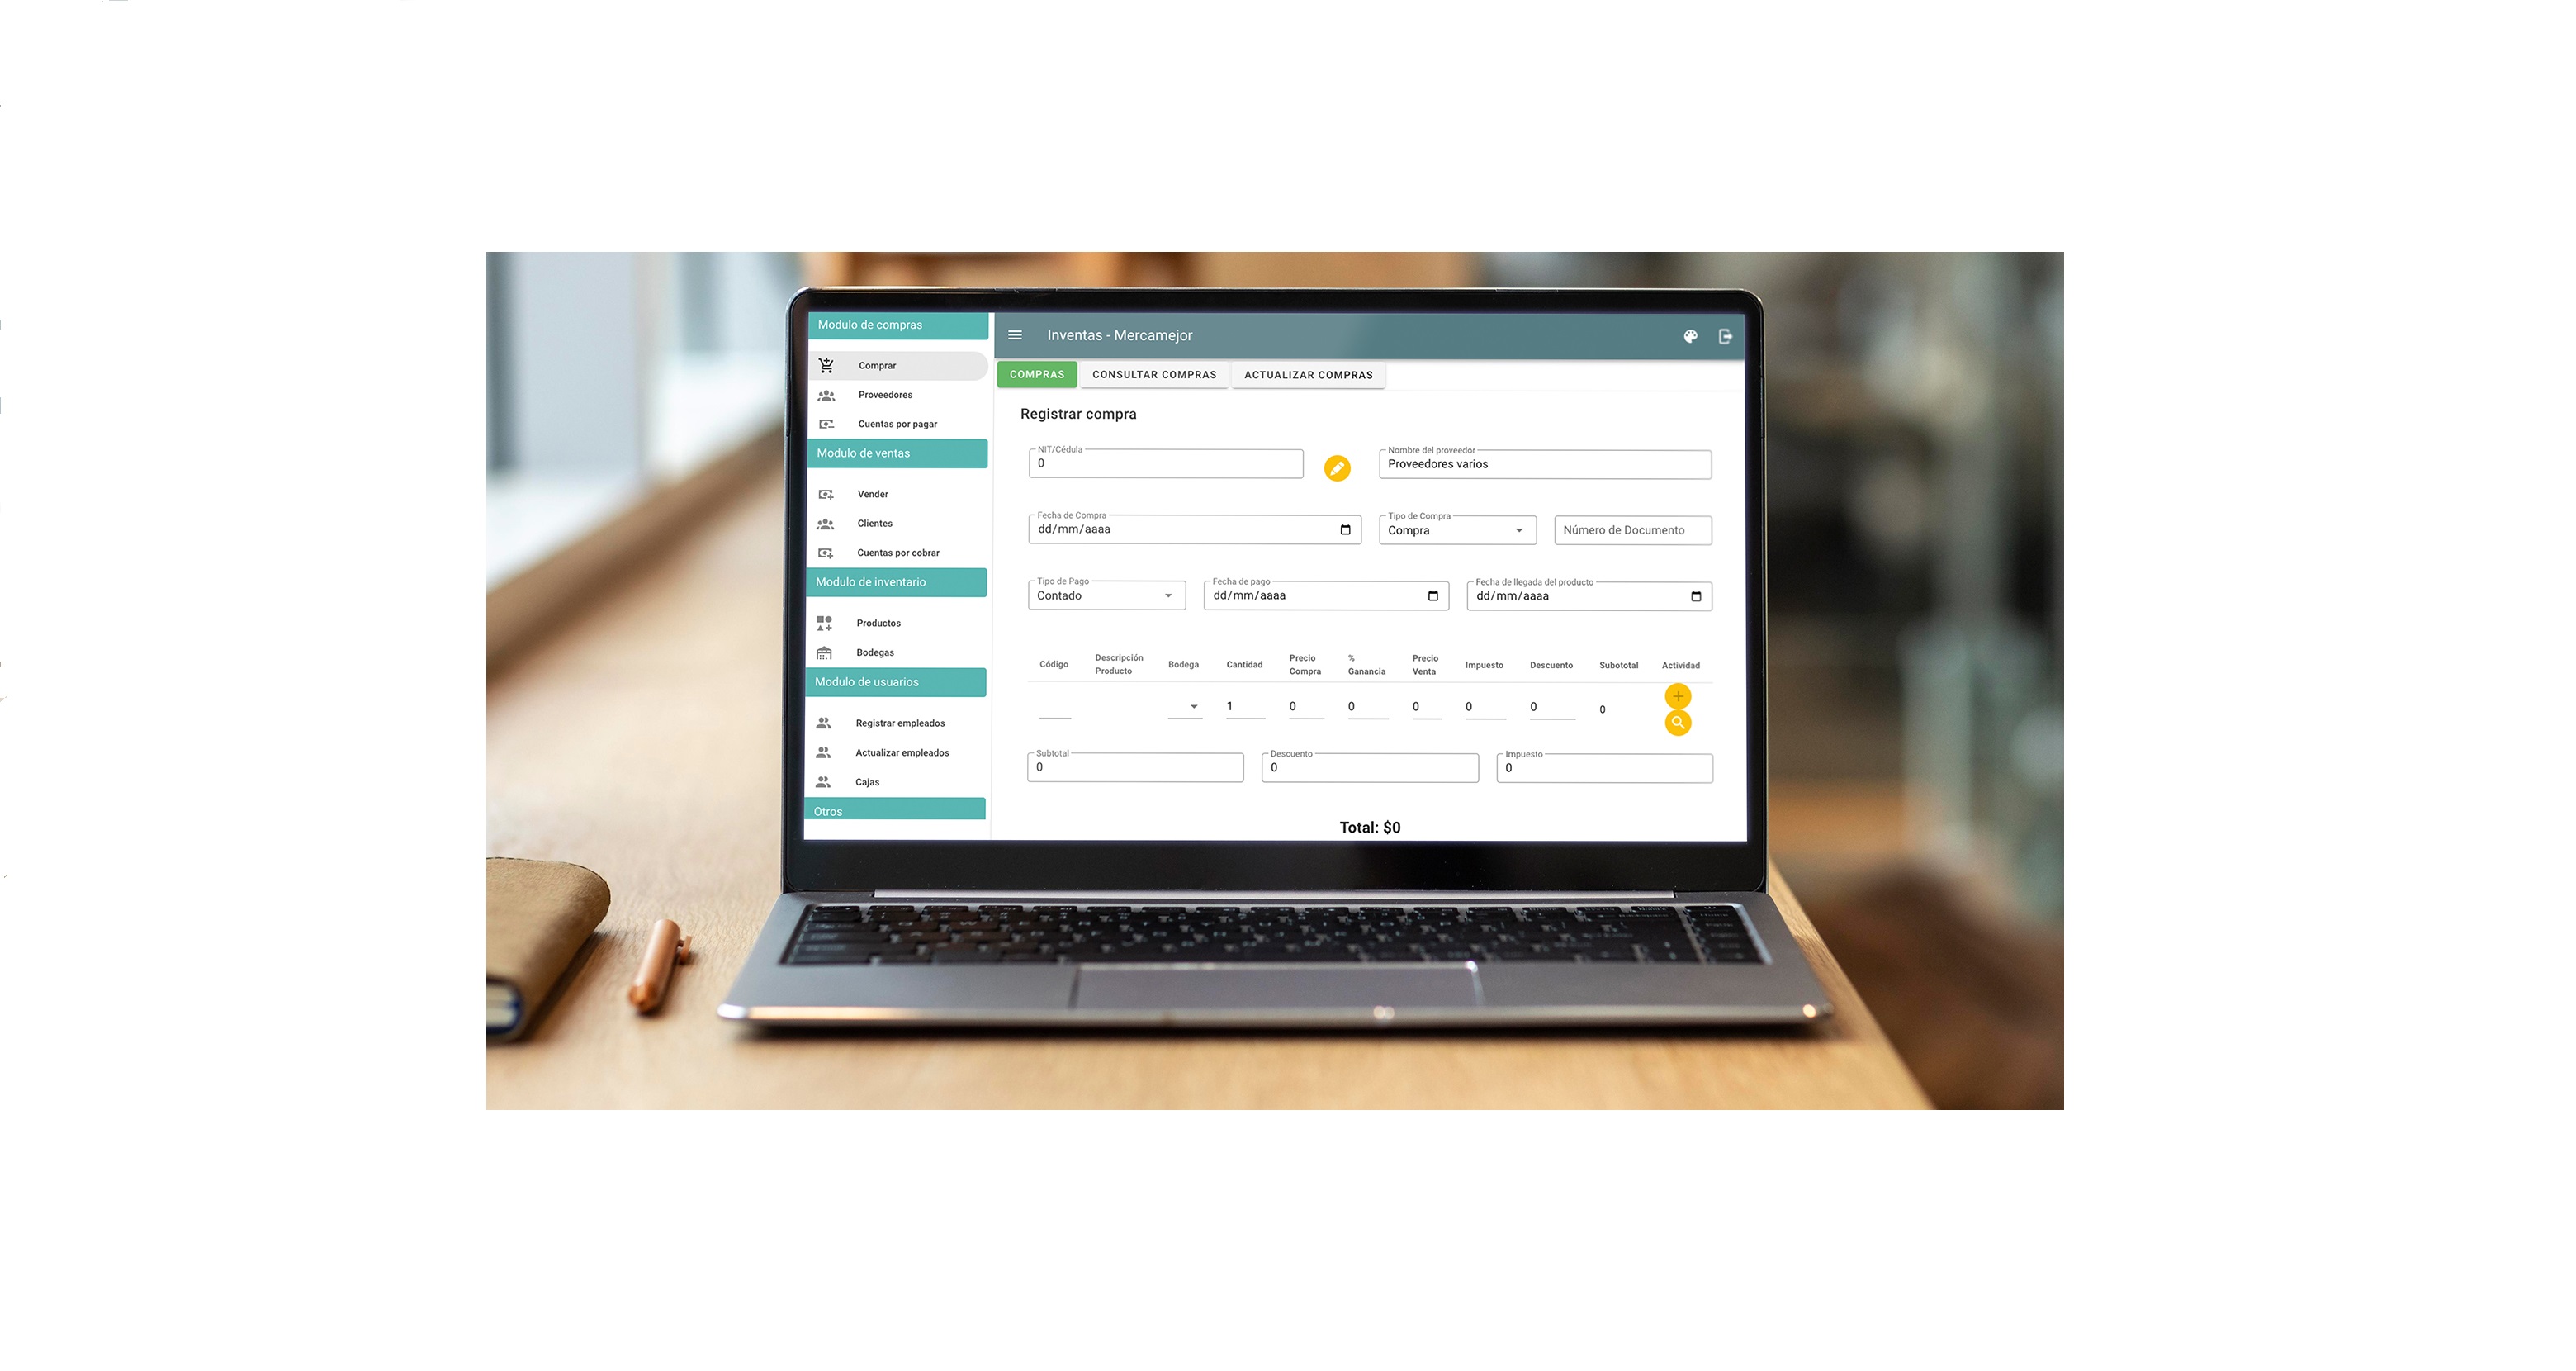 Modulo de compras
Comprar
Proveedores
Cuentas por pagar
Modulo de ventas
Vender
Clientes
Cuentas por cobrar
Modulo de inventario
Productos
Bodegas
Modulo de usuarios
Registrar empleados
Actualizar empleados
Cajas
Otros
Inventas - Mercamejor
COMPRAS CONSULTAR COMPRAS ACTUALIZAR COMPRAS
Registrar compra
NIT/Cédula Nombre del proveedor
0 Proveedores varios
Fecha de Compra Tipo de Compra
dd/mm/aaaa Compra Número de Documento
Tipo de Pago Fecha de pago Fecha de llegada del producto
Contado dd/mm/aaaa dd/mm/aaaa
Código Descripción Producto Bodega Cantidad Precio Compra % Ganancia Precio Venta Impuesto Descuento Subototal Actividad
1 0 0 0 0 0 0
Subtotal Descuento Impuesto
0 0 0
Total: $0